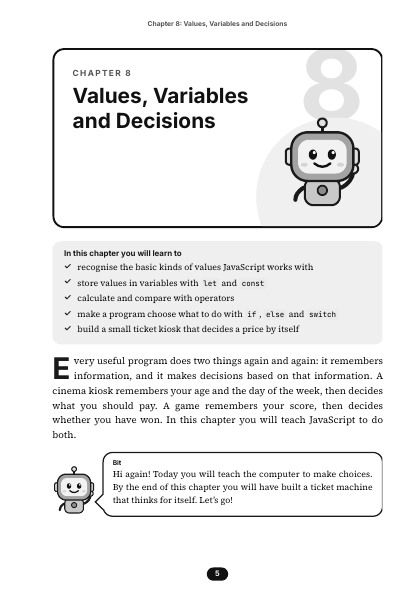 Chapter 8: Values, Variables and Decisions
8
CHAPTER 8
Values, Variables
and Decisions
In this chapter you will learn to
✓ recognise the basic kinds of values JavaScript works with
✓ store values in variables with let and const
✓ calculate and compare with operators
✓ make a program choose what to do with if, else and switch
✓ build a small ticket kiosk that decides a price by itself
Every useful program does two things again and again: it remembers
information, and it makes decisions based on that information. A
cinema kiosk remembers your age and the day of the week, then decides
what you should pay. A game remembers your score, then decides
whether you have won. In this chapter you will teach JavaScript to do
both.
Bit
Hi again! Today you will teach the computer to make choices.
By the end of this chapter you will have built a ticket machine
that thinks for itself. Let's go!
5